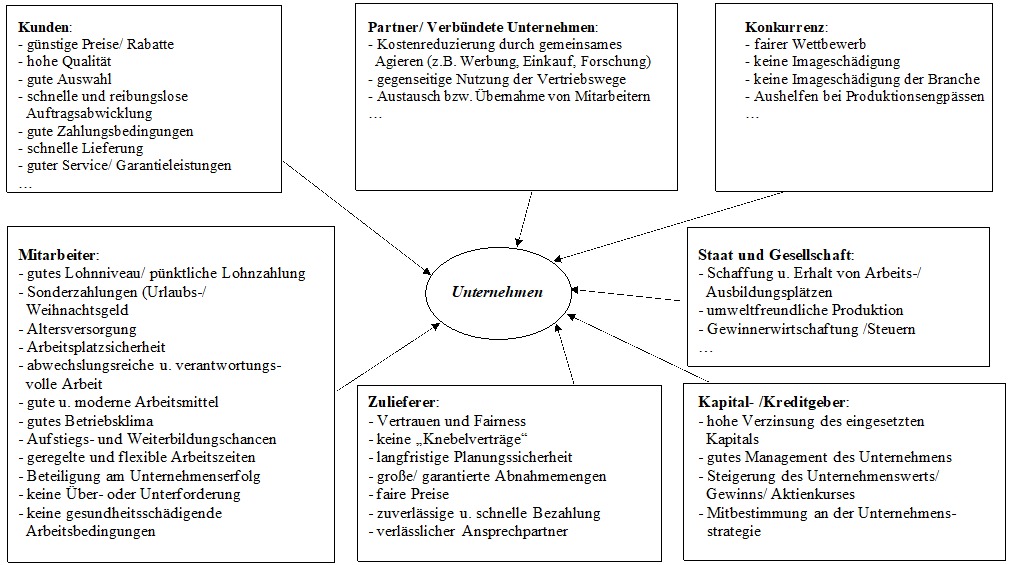 Kunden:
- günstige Preise/ Rabatte
- hohe Qualität
- gute Auswahl
- schnelle und reibungslose
Auftragsabwicklung
- gute Zahlungsbedingungen
- schnelle Lieferung
- guter Service/ Garantieleistungen
…
Partner/ Verbündete Unternehmen:
- Kostenreduzierung durch gemeinsames
Agieren (z.B. Werbung, Einkauf, Forschung)
- gegenseitige Nutzung der Vertriebswege
- Austausch bzw. Übernahme von Mitarbeitern
…
Konkurrenz:
- fairer Wettbewerb
- keine Imageschädigung
- keine Imageschädigung der Branche
- Aushelfen bei Produktionsengpässen
…
Mitarbeiter:
- gutes Lohnniveau/ pünktliche Lohnzahlung
- Sonderzahlungen (Urlaubs-/
Weihnachtsgeld
- Altersversorgung
- Arbeitsplatzsicherheit
- abwechslungsreiche u. verantwortungs-
volle Arbeit
- gute u. moderne Arbeitsmittel
- gutes Betriebsklima
- Aufstiegs- und Weiterbildungschancen
- geregelte und flexible Arbeitszeiten
- Beteiligung am Unternehmenserfolg
- keine Über- oder Unterforderung
- keine gesundheitsschädigende
Arbeitsbedingungen
Unternehmen
Staat und Gesellschaft:
- Schaffung u. Erhalt von Arbeits-/
Ausbildungsplätzen
- umweltfreundliche Produktion
- Gewinnerwirtschaftung /Steuern
…
Zulieferer:
- Vertrauen und Fairness
- keine „Knebelverträge“
- langfristige Planungssicherheit
- große/ garantierte Abnahmemengen
- faire Preise
- zuverlässige u. schnelle Bezahlung
- verlässlicher Ansprechpartner
Kapital- /Kreditgeber:
- hohe Verzinsung des eingesetzten
Kapitals
- gutes Management des Unternehmens
- Steigerung des Unternehmenswerts/
Gewinns/ Aktienkurses
- Mitbestimmung an der Unternehmens-
strategie